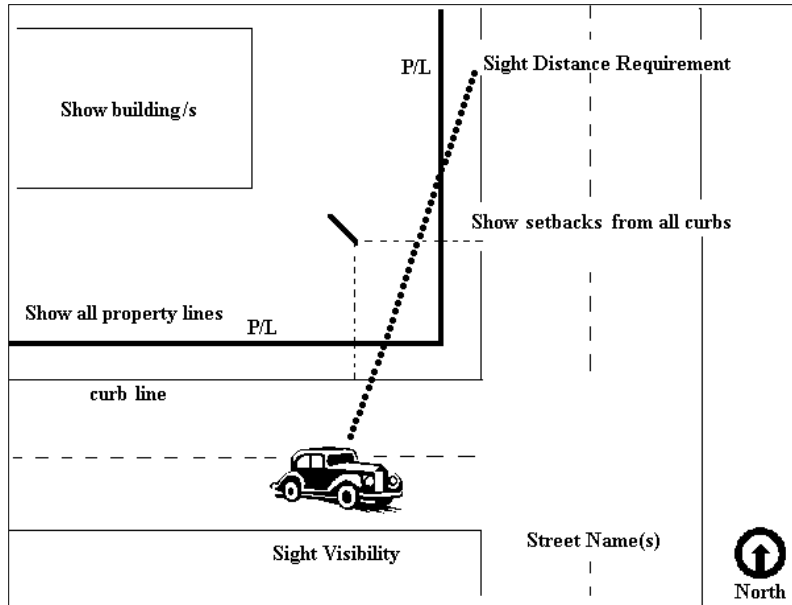 P/L
Sight Distance Requirement
Show building/s
Show setbacks from all curbs
Show all property lines
P/L
curb line
Sight Visibility
Street Name(s)
North